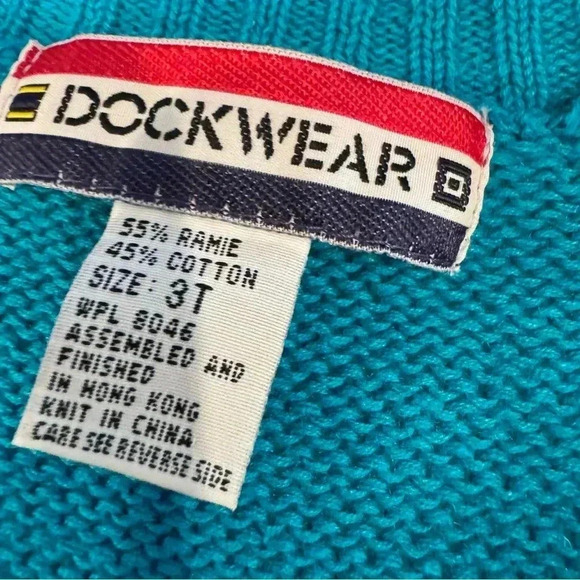 DOCKWEAR
55% RAMIE
45% COTTON
SIZE: 3T
WPL 8046
ASSEMBLED AND
FINISHED
IN HONG KONG
KNIT IN CHINA
CARE SEE REVERSE SIDE